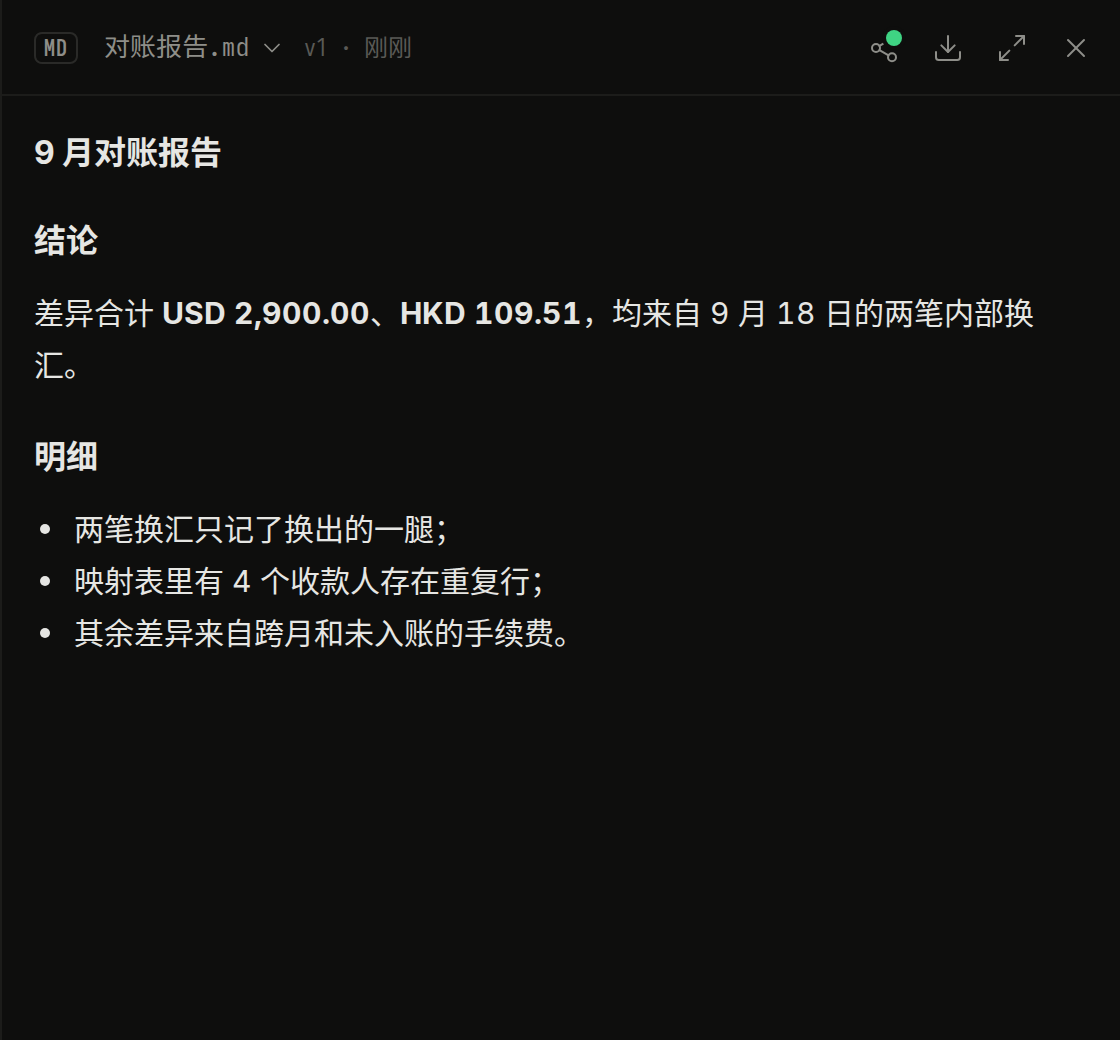 MD 对账报告.md v1 · 刚刚
9 月对账报告
结论
差异合计 USD 2,900.00、HKD 109.51，均来自 9 月 18 日的两笔内部换
汇。
明细
• 两笔换汇只记了换出的一腿；
• 映射表里有 4 个收款人存在重复行；
• 其余差异来自跨月和未入账的手续费。